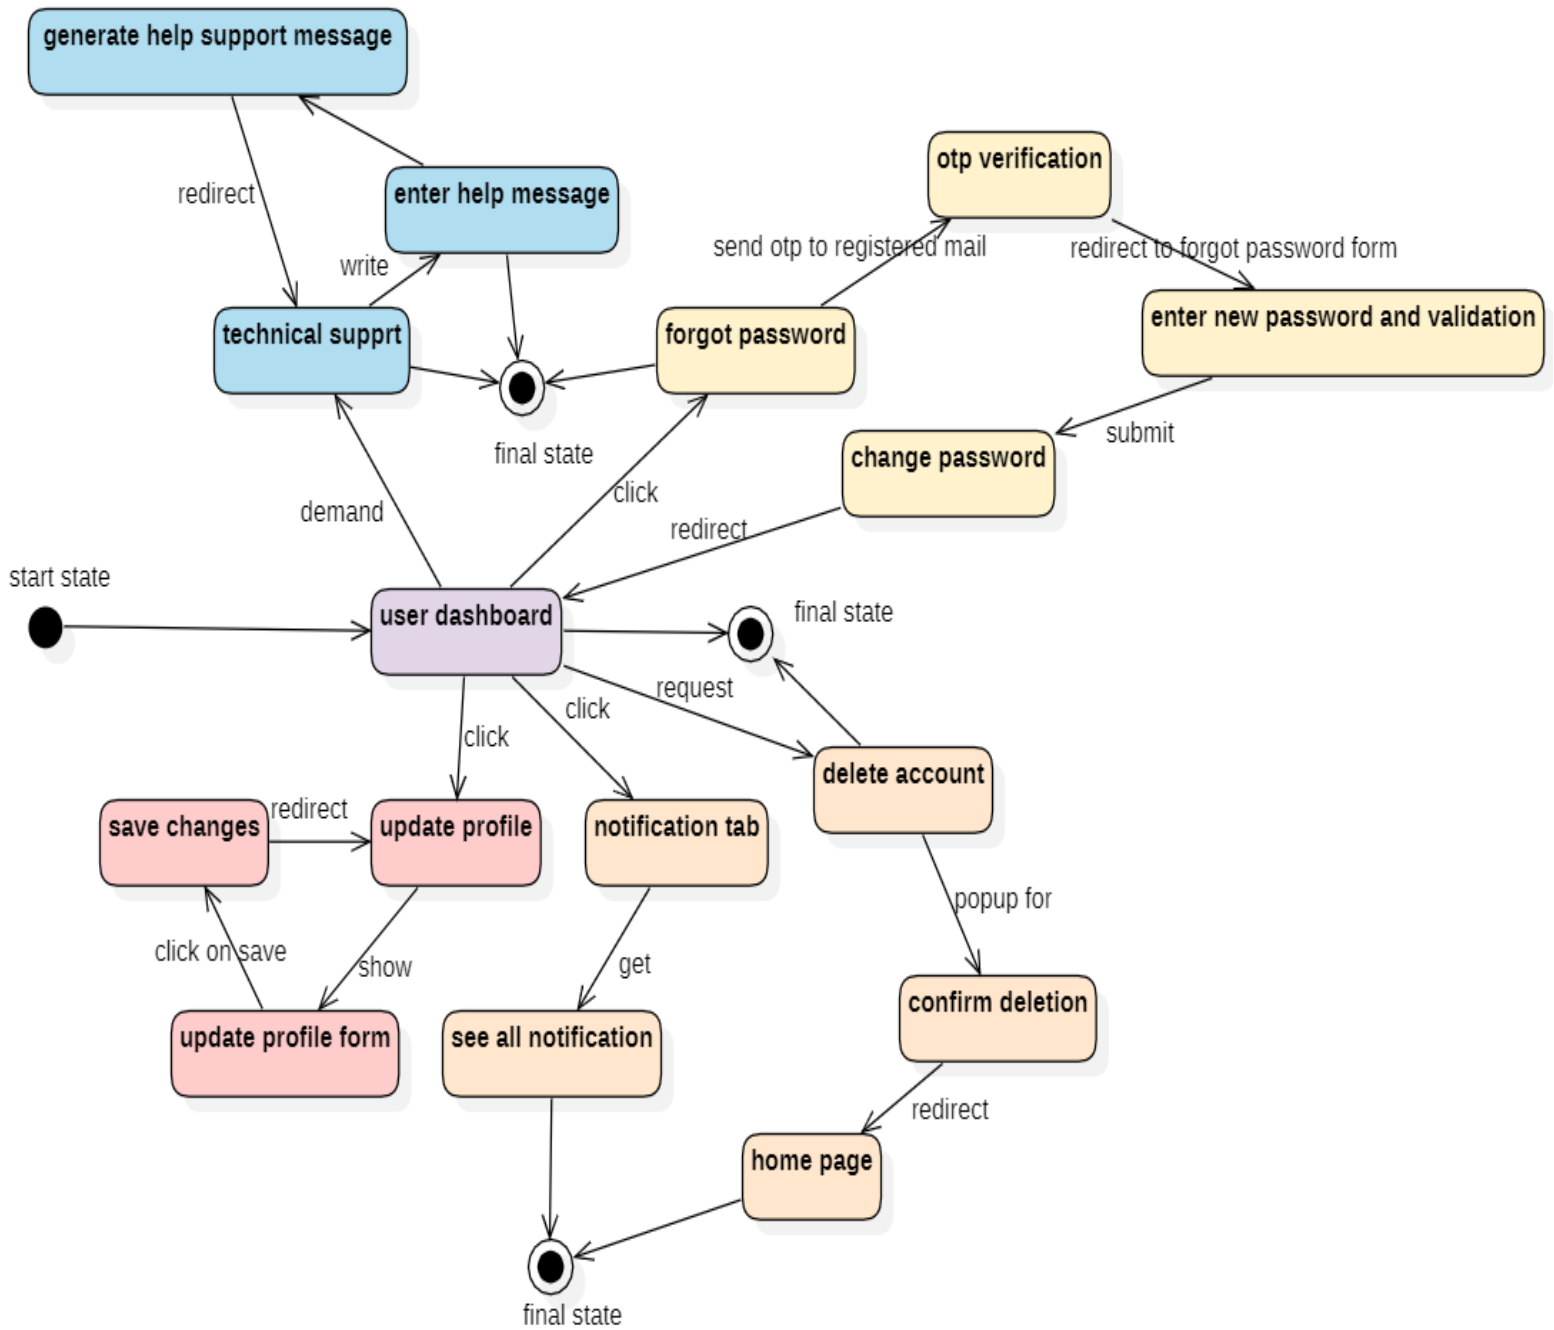 generate help support message
otp verification
enter help message
redirect
send otp to registered mail
redirect to forgot password form
write
technical supprt
forgot password
enter new password and validation
final state
change password
submit
click
demand
redirect
start state
user dashboard
final state
request
click
click
delete account
redirect
save changes
update profile
notification tab
popup for
click on save
show
get
confirm deletion
update profile form
see all notification
redirect
home page
final state